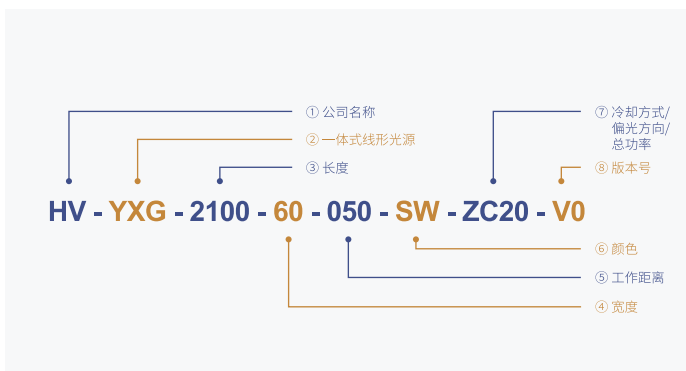 ① 公司名称
② 一体式线形光源
③ 长度
⑦ 冷却方式/
偏光方向/
总功率
⑧ 版本号
HV - YXG - 2100 - 60 - 050 - SW - ZC20 - V0
⑥ 颜色
⑤ 工作距离
④ 宽度